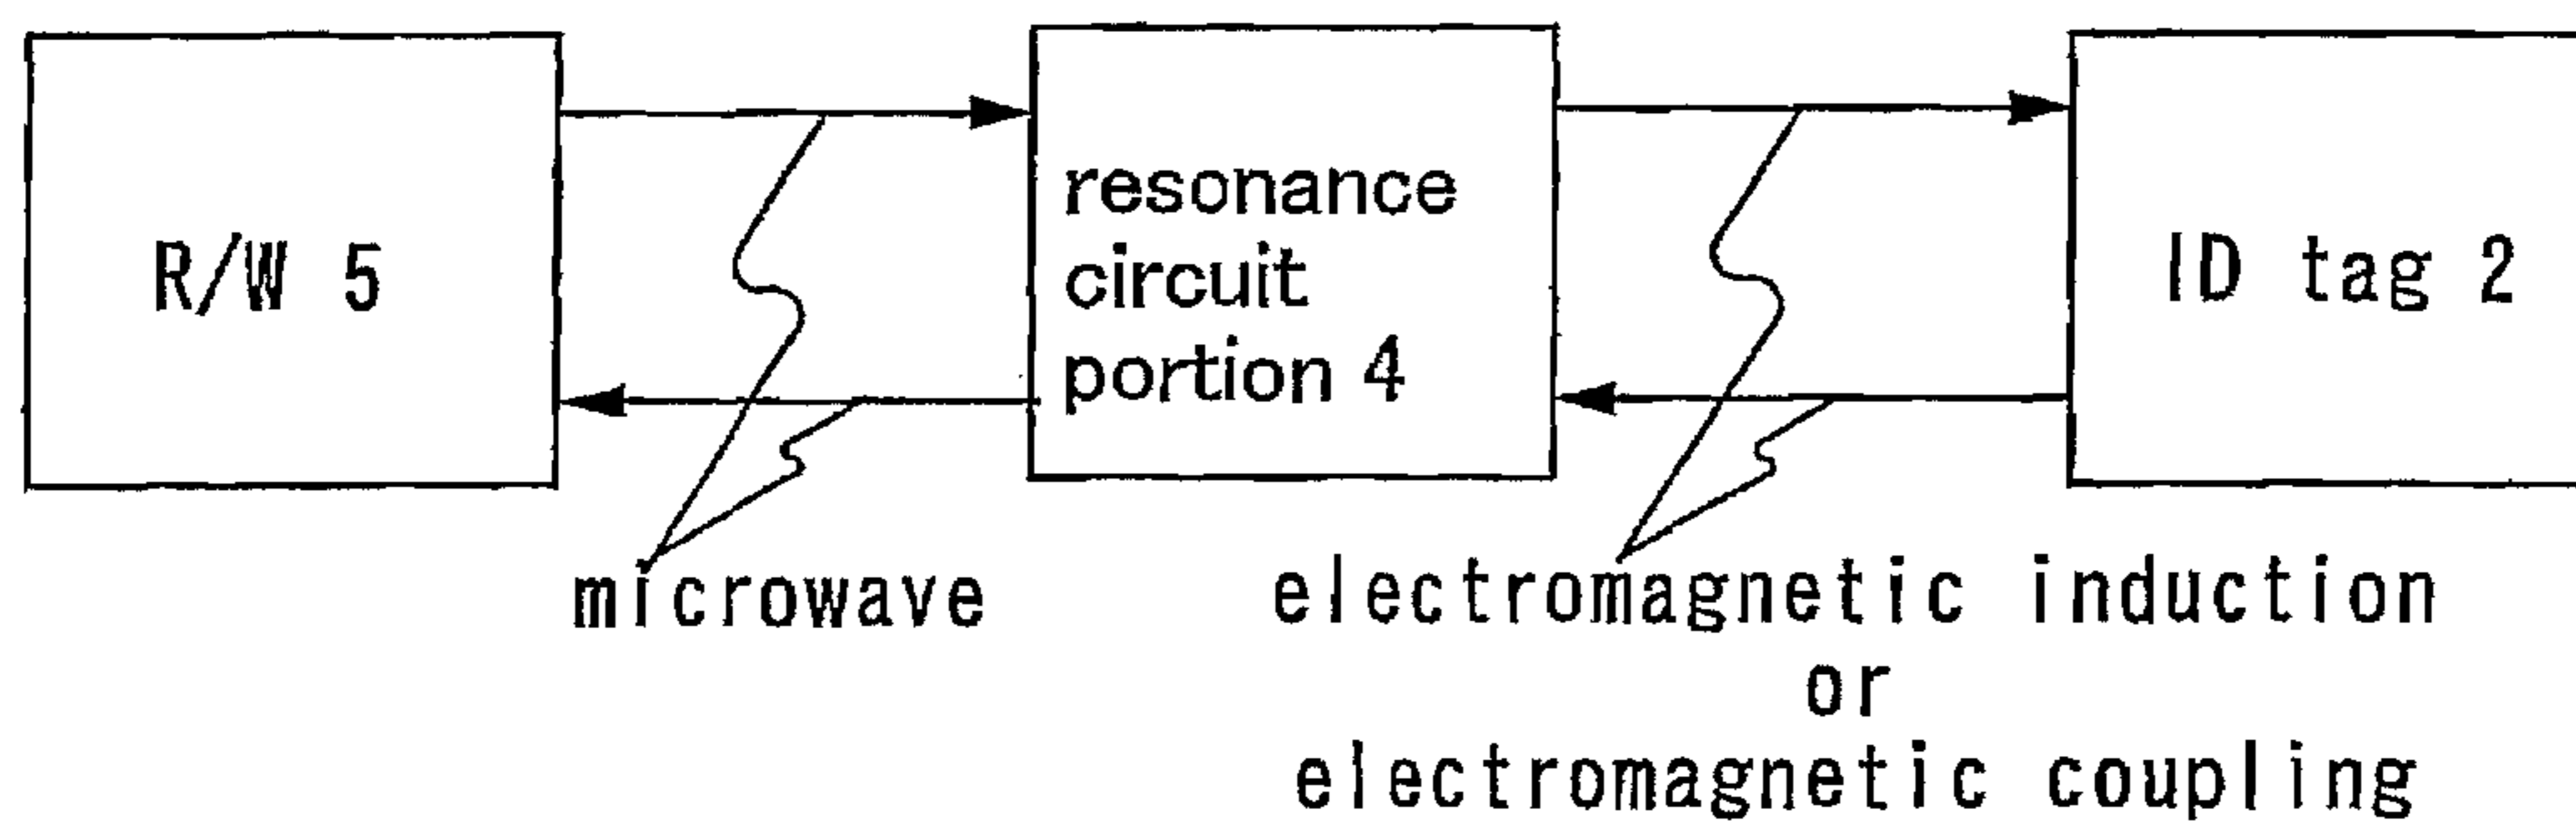 R/W 5
resonance
circuit
portion 4
ID tag 2
microwave
electromagnetic induction
or
electromagnetic coupling